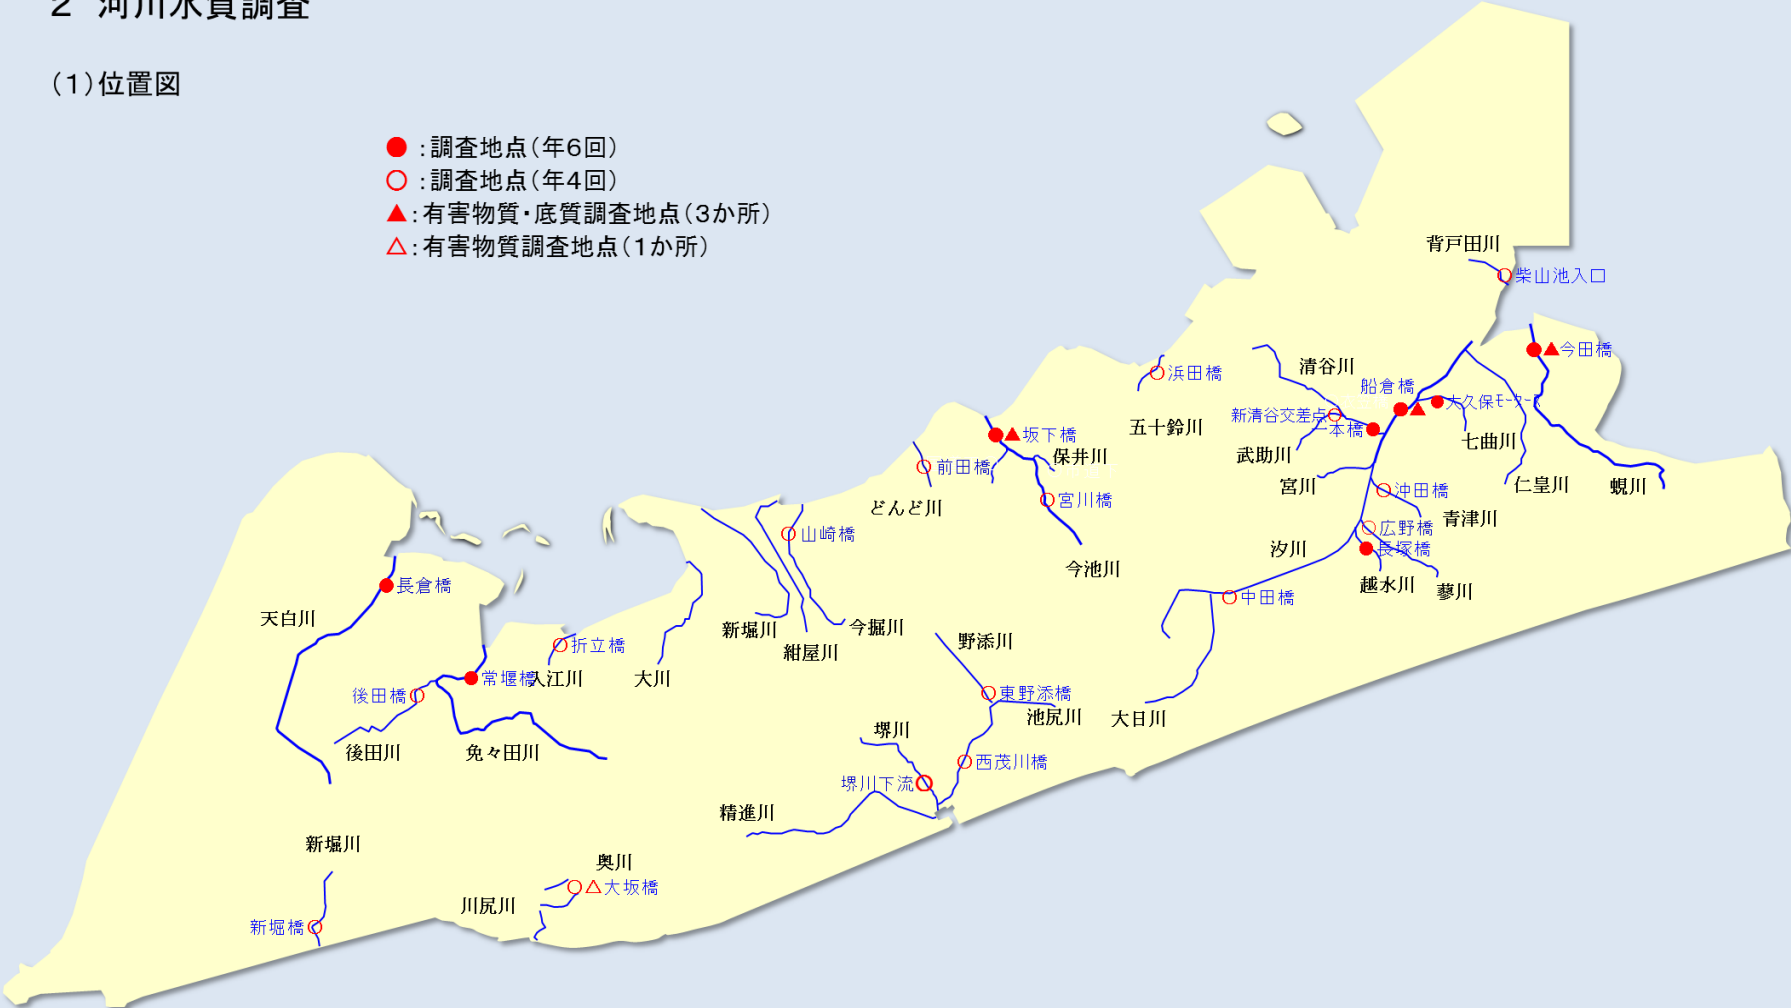 2 河川水質調査
(1)位置図
● :調査地点(年6回)
○ :調査地点(年4回)
▲:有害物質・底質調査地点(3か所)
△:有害物質調査地点(1か所)
背戸田川
柴山池入口
今田橋
浜田橋
清谷川
船倉橋
大久保モータース
新清谷交差点
一本橋
五十鈴川
坂下橋
七曲川
武助川
保井川
前田橋
仁皇川
蜆川
宮川
沖田橋
宮川橋
どんど川
青津川
広野橋
山崎橋
汐川
長塚橋
今池川
長倉橋
越水川
蓼川
中田橋
天白川
新堀川
今掘川
野添川
折立橋
紺屋川
常堰橋
入江川
大川
後田橋
東野添橋
池尻川
大日川
堺川
後田川
免々田川
西茂川橋
堺川下流
精進川
新堀川
奥川
大坂橋
川尻川
新堀橋